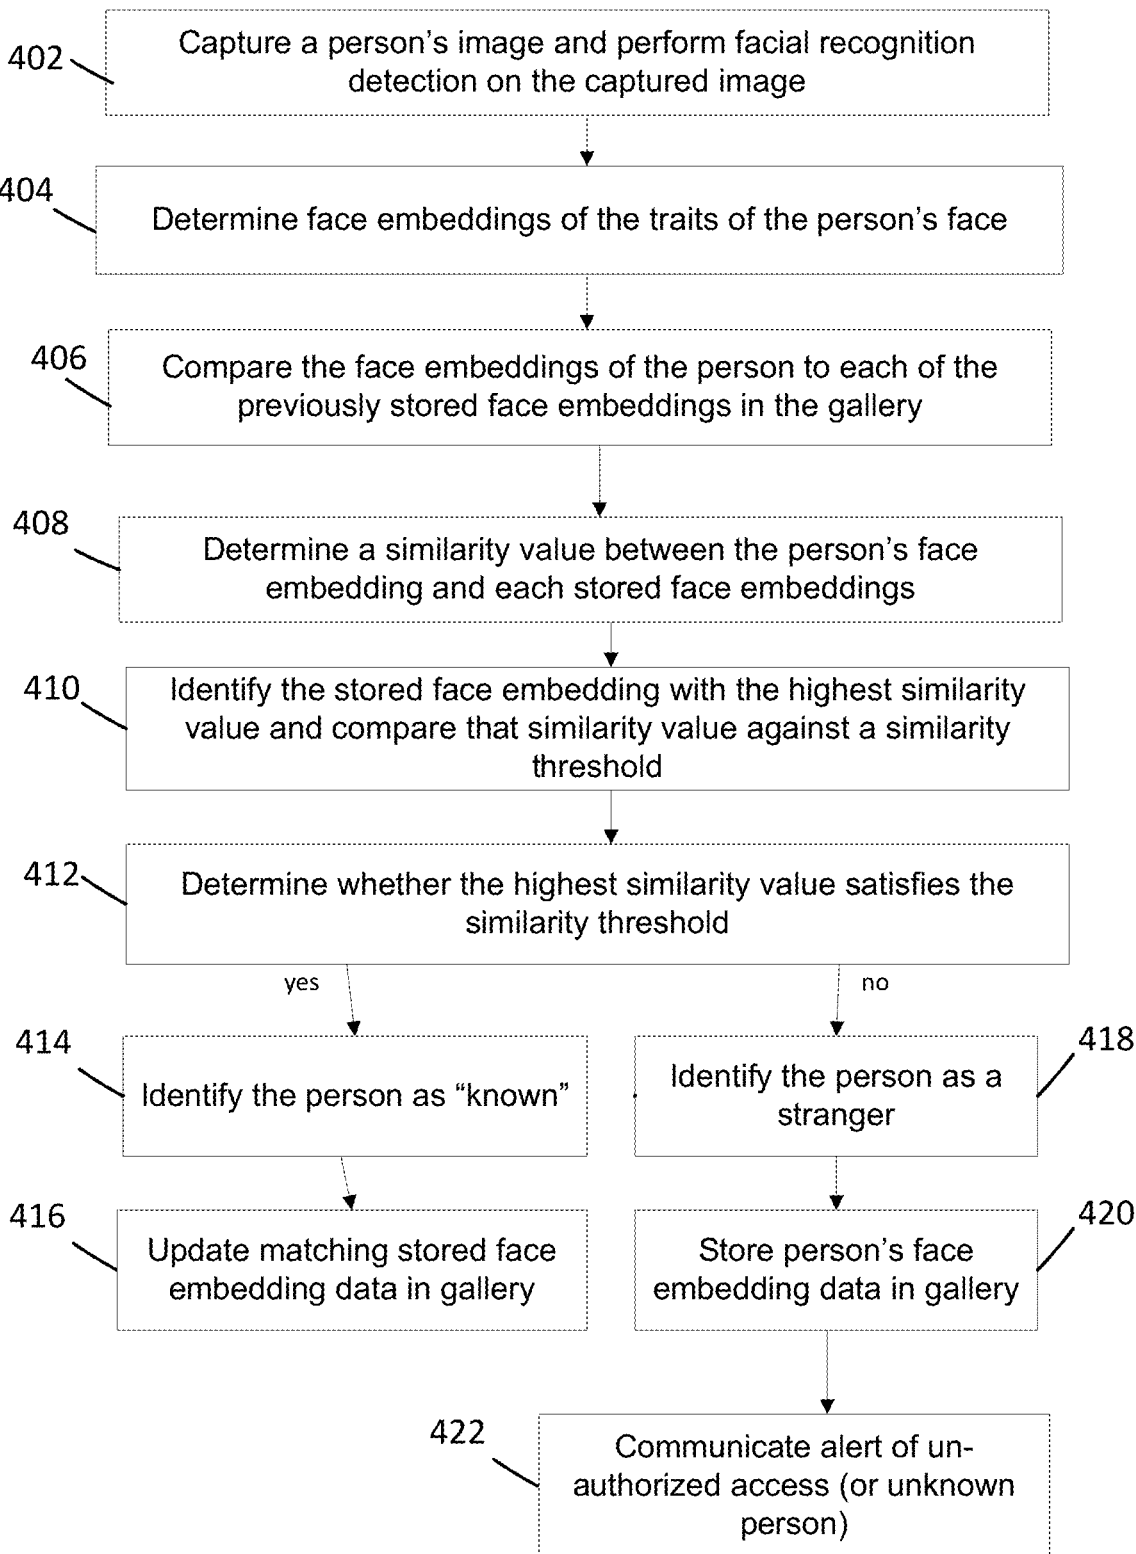 402
Capture a person's image and perform facial recognition
detection on the captured image
404
Determine face embeddings of the traits of the person's face
406
Compare the face embeddings of the person to each of the
previously stored face embeddings in the gallery
408
Determine a similarity value between the person's face
embedding and each stored face embeddings
410
Identify the stored face embedding with the highest similarity
value and compare that similarity value against a similarity
threshold
412
Determine whether the highest similarity value satisfies the
similarity threshold
yes
no
414
Identify the person as “known”
418
Identify the person as a
stranger
416
Update matching stored face
embedding data in gallery
420
Store person's face
embedding data in gallery
422
Communicate alert of un-
authorized access (or unknown
person)